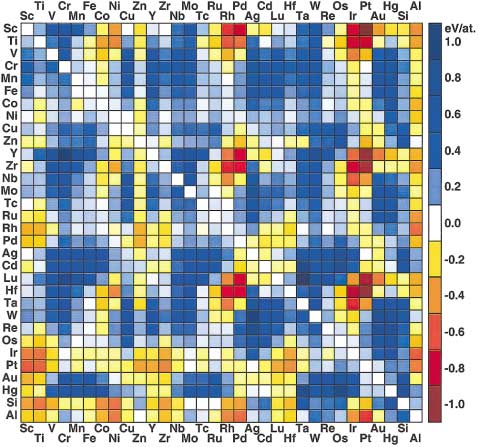 Ti Cr Fe Ni Zn Zr Mo Ru Pd Cd Hf W Os Pt Hg Al
Sc V Mn Co Cu Y Nb Tc Rh Ag Lu Ta Re Ir Au Si
eV/at.
Sc
Ti
V
Cr
Mn
Fe
Co
Ni
Cu
Zn
Y
Zr
Nb
Mo
Tc
Ru
Rh
Pd
Ag
Cd
Lu
Hf
Ta
W
Re
Os
Ir
Pt
Au
Hg
Si
Al
1.0
0.8
0.6
0.4
0.2
0.0
-0.2
-0.4
-0.6
-0.8
-1.0
Sc V Mn Co Cu Y Nb Tc Rh Ag Lu Ta Re Ir Au Si
Ti Cr Fe Ni Zn Zr Mo Ru Pd Cd Hf W Os Pt Hg Al